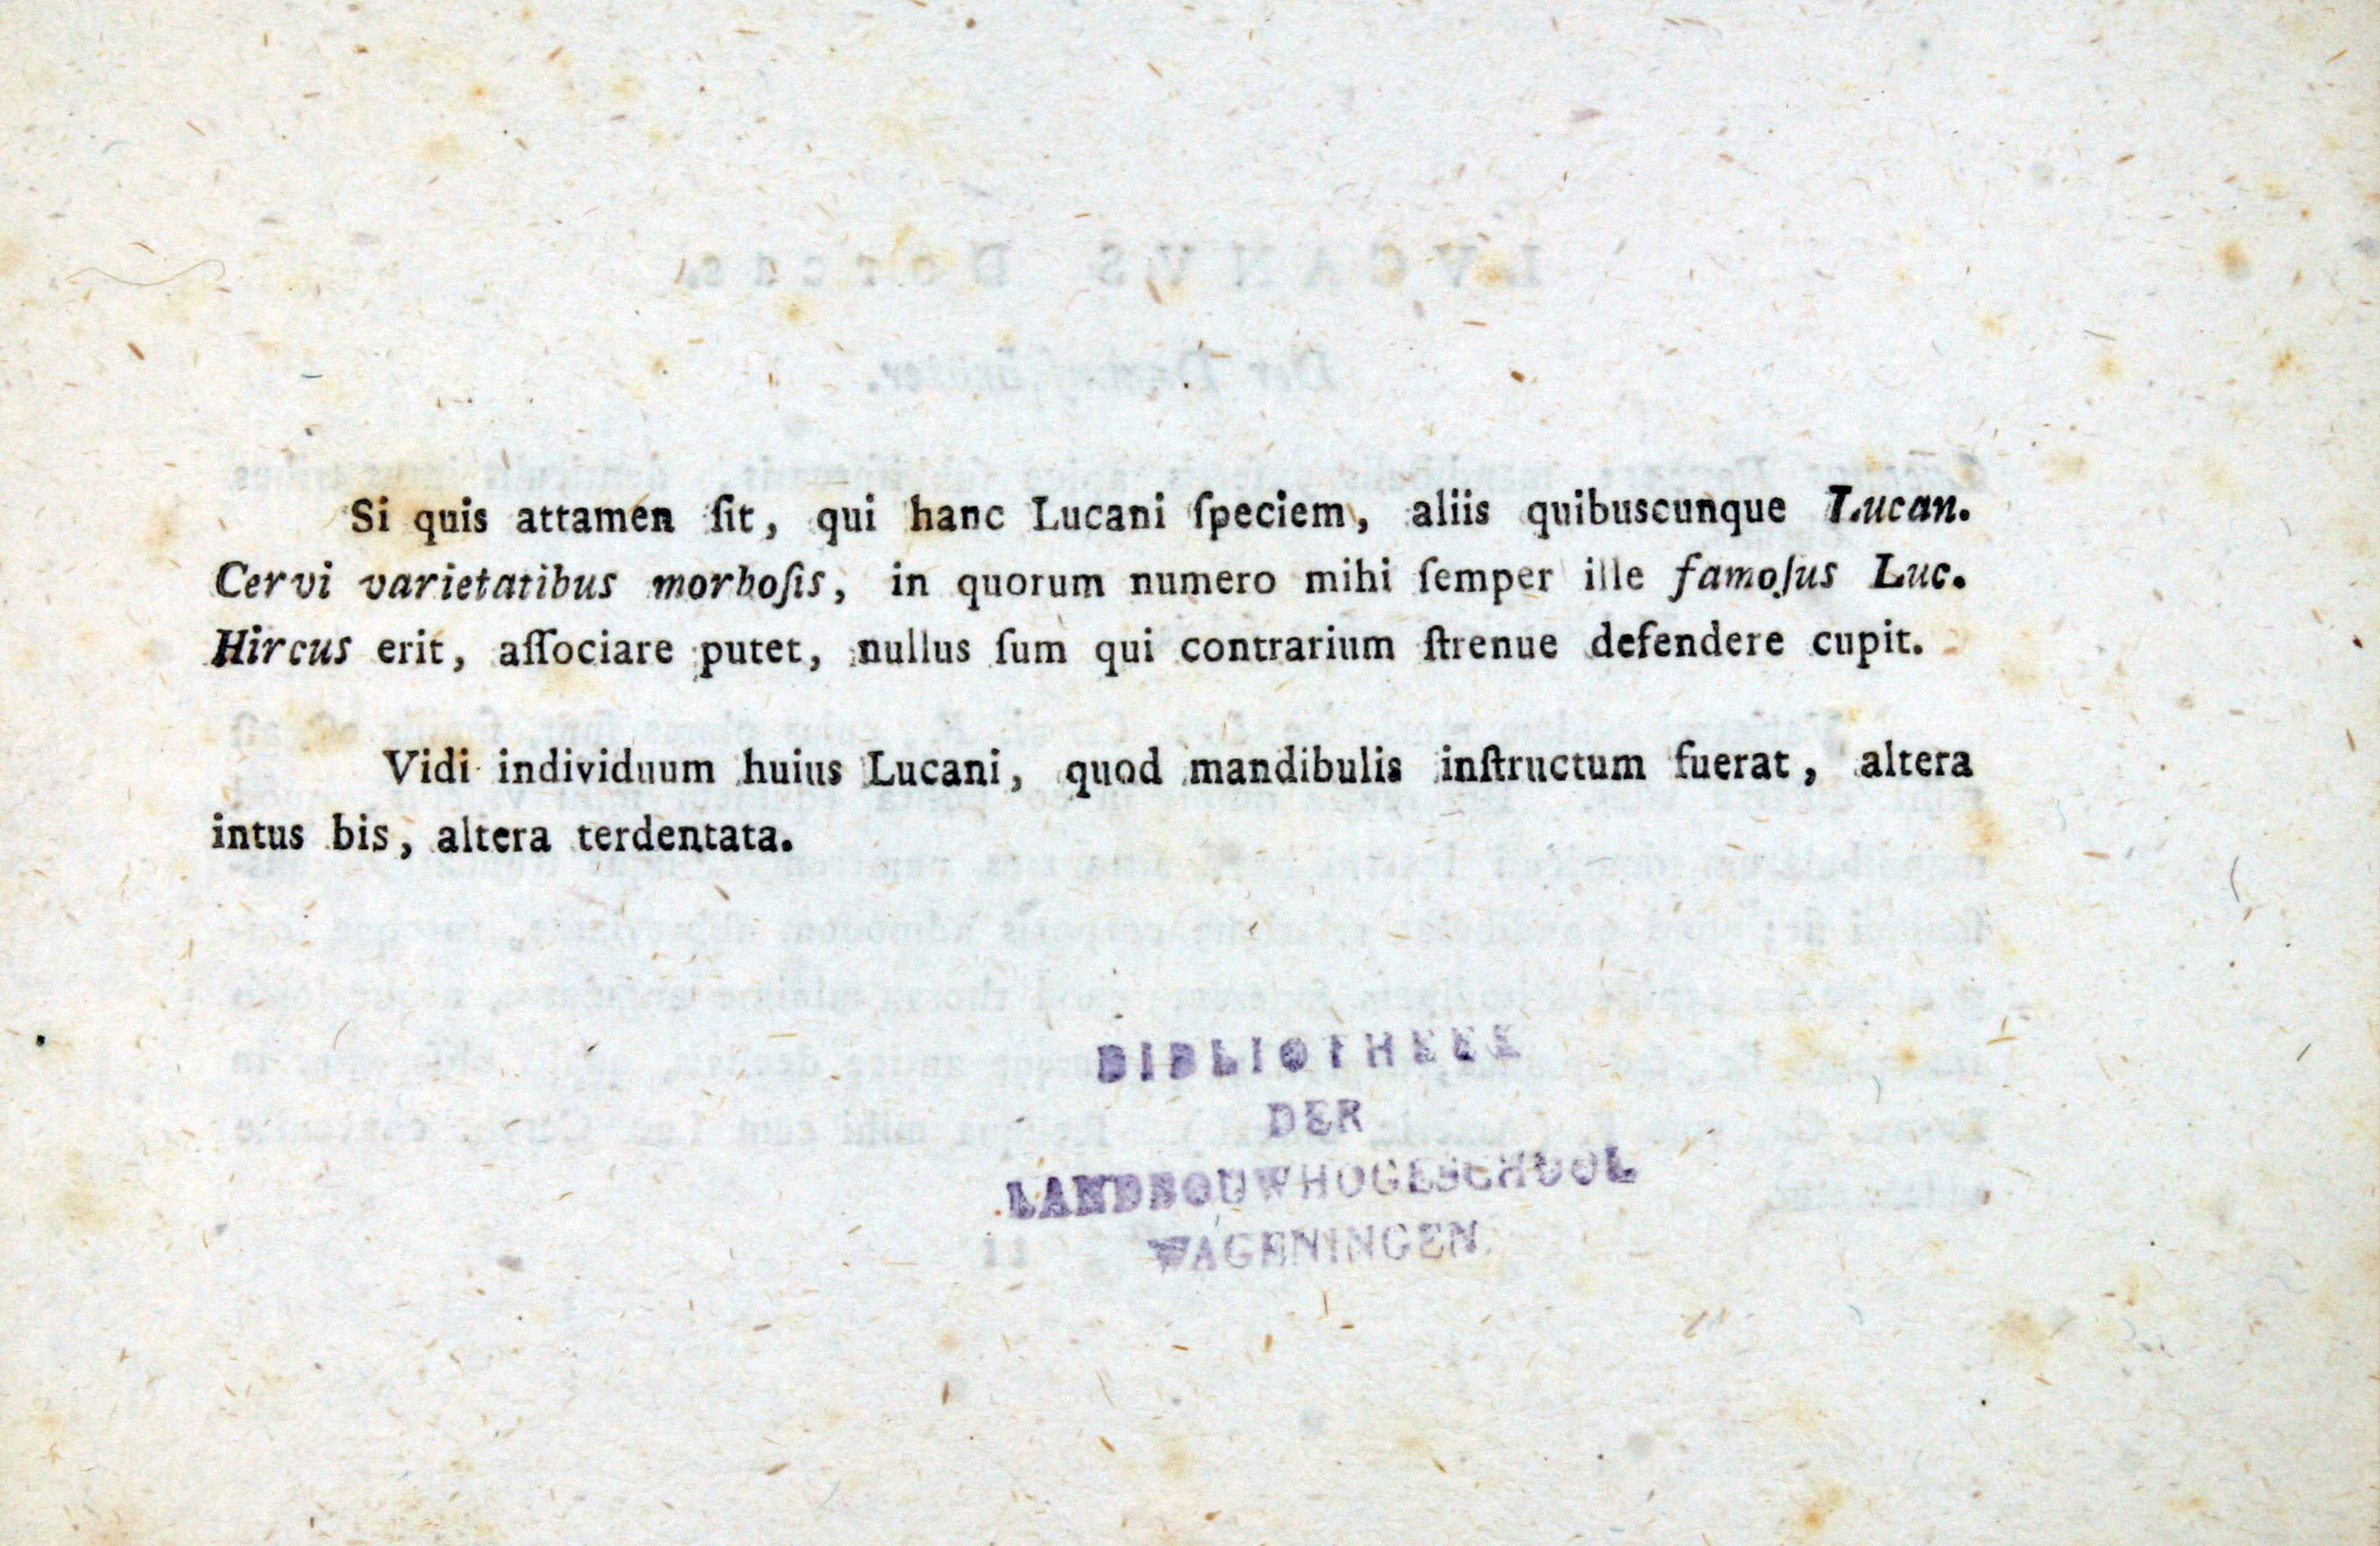 Si quis attamen ſit, qui hanc Lucani ſpeciem, aliis quibuscunque Lucan.
Cervi varietatibus morboſis, in quorum numero mihi ſemper ille famoſus Luc.
Hircus erit, aſſociare putet, nullus ſum qui contrarium ſtrenue defendere cupit.
Vidi individuum huius Lucani, quod mandibulis inſtructum fuerat, altera
intus bis, altera terdentata.
BIBLIOTHEEK
DER
LANDBOUWHOGESCHOOL
WAGENINGEN